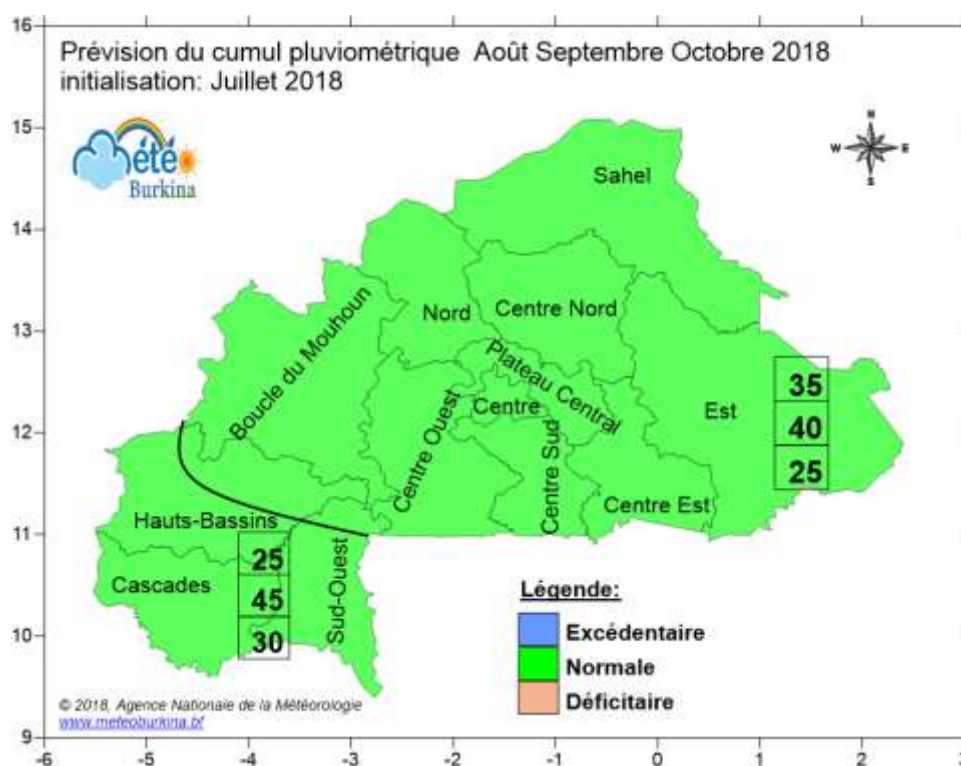 Prévision du cumul pluviométrique Août Septembre Octobre 2018
initialisation: Juillet 2018
été
Burkina
N
W E
S
Sahel
Nord
Centre Nord
Boucle du Mouhoun
Plateau Central
Est
Centre
Centre Ouest
Centre Sud
Centre Est
Hauts-Bassins
Cascades
Sud-Ouest
35
40
25
25
45
30
Légende:
Excédentaire
Normale
Déficitaire
© 2018, Agence Nationale de la Météorologie
www.meteoburkina.bf
16
15
14
13
12
11
10
9
-6 -5 -4 -3 -2 -1 0 1 2 3